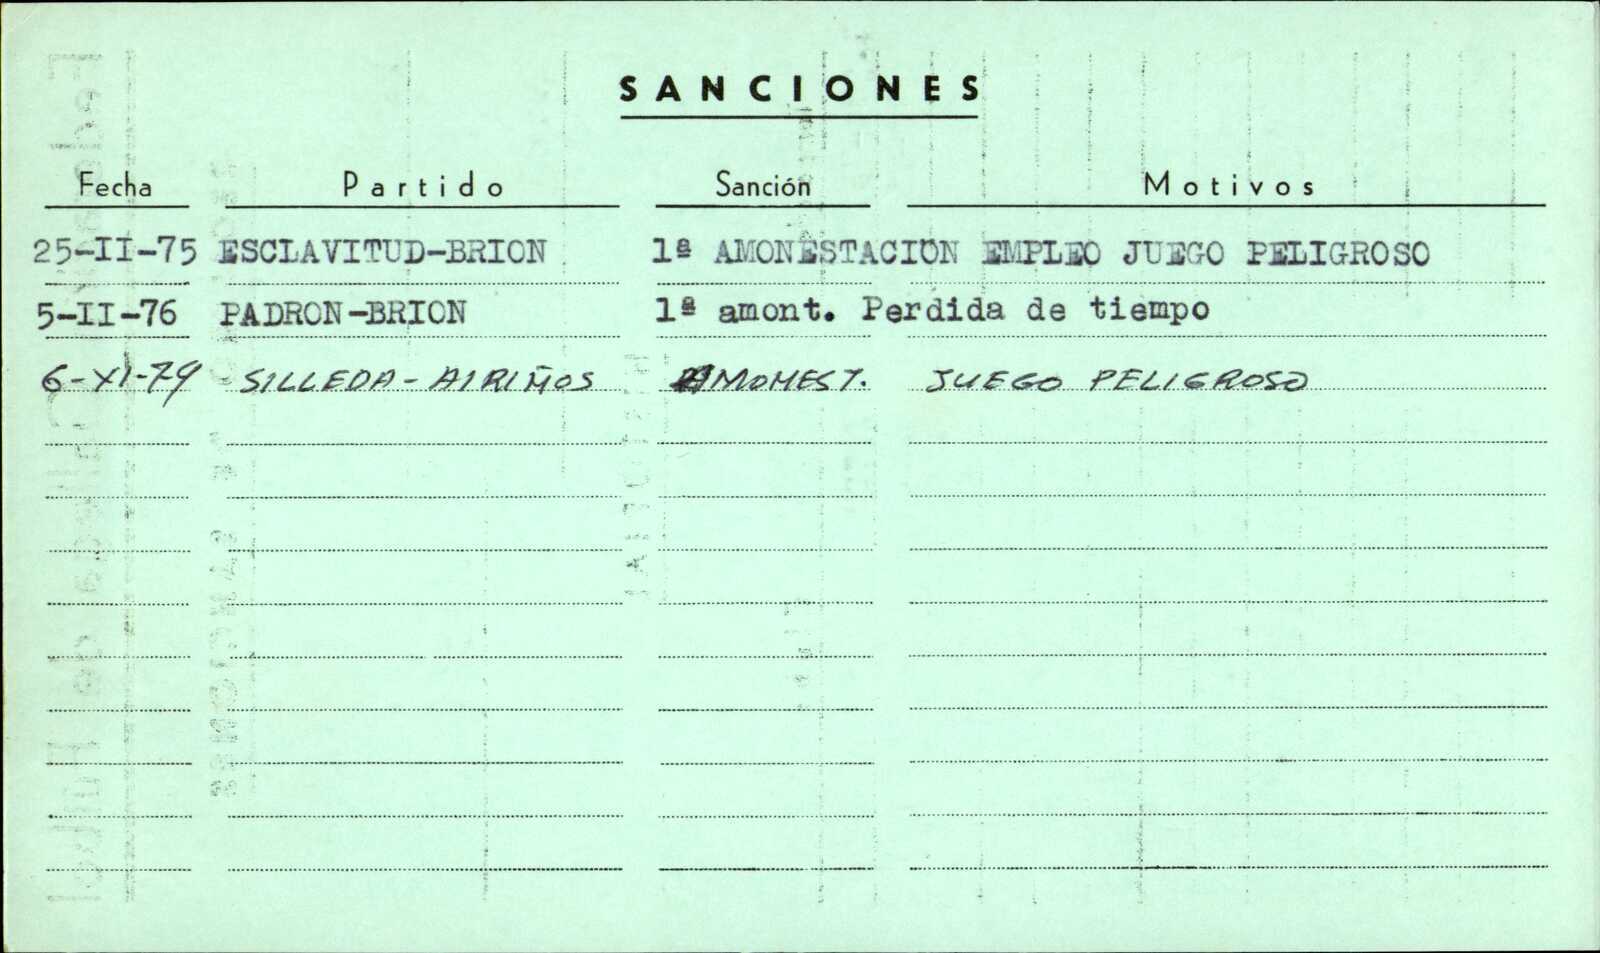 SANCIONES
Fecha Partido Sanción Motivos
25-II-75 ESCLAVITUD-BRION 1ª AMONESTACION EMPLEO JUEGO PELIGROSO
5-II-76 PADRON-BRION 1ª amont. Perdida de tiempo
6-XI-79 - SILLEDA - AIRIÑOS AMONEST. JUEGO PELIGROSO